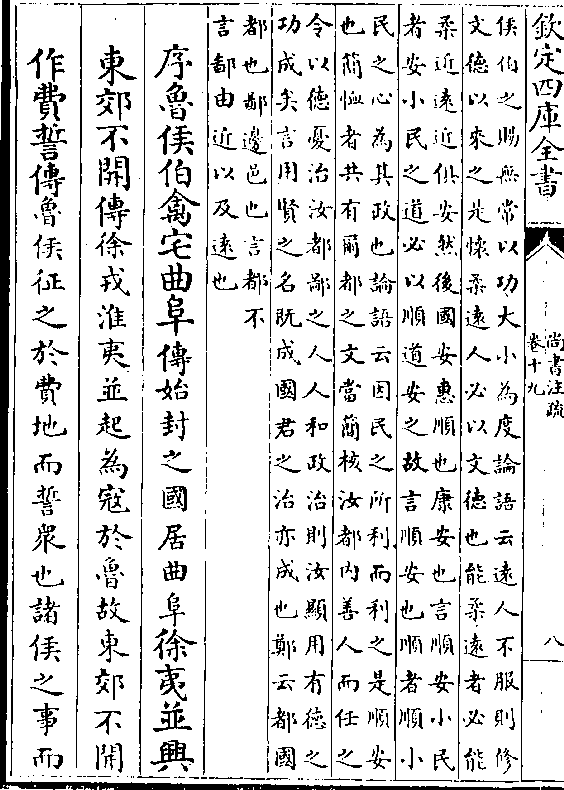 欽定四庫全書
尚書注疏
卷十九
八
侯伯之賜無常以功大小為度論語云遠人不服則修
文德以來之是懷柔遠人必以文德也能柔遠者必能
柔近遠近俱安然後國安惠順也康安也言順安小民
者安小民之道必以順道安之故言順安也順者順小
民之心為其政也論語云因民之所利而利之是順安
也簡恤者共有爾都之文當簡核汝都內善人而任之
令以德憂治汝都鄙之人人和政治則汝顯用有德之
功成矣言用賢之名既成國君之治亦成也鄭云都國
都也鄙邊邑也言都不
言鄙由近以及遠也
序魯侯伯禽宅曲阜傳始封之國居曲阜徐夷並興
東郊不開傳徐戎淮夷並起為寇於魯故東郊不開
作費誓傳魯侯征之於費地而誓眾也諸侯之事而